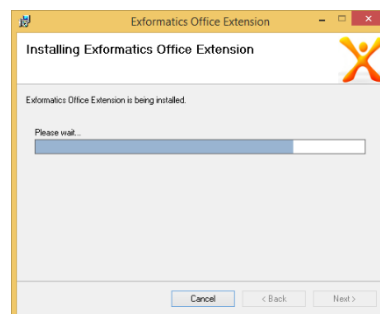 Exformatics Office Extension
Installing Exformatics Office Extension
Exformatics Office Extension is being installed.
Please wait...
Cancel
< Back
Next >